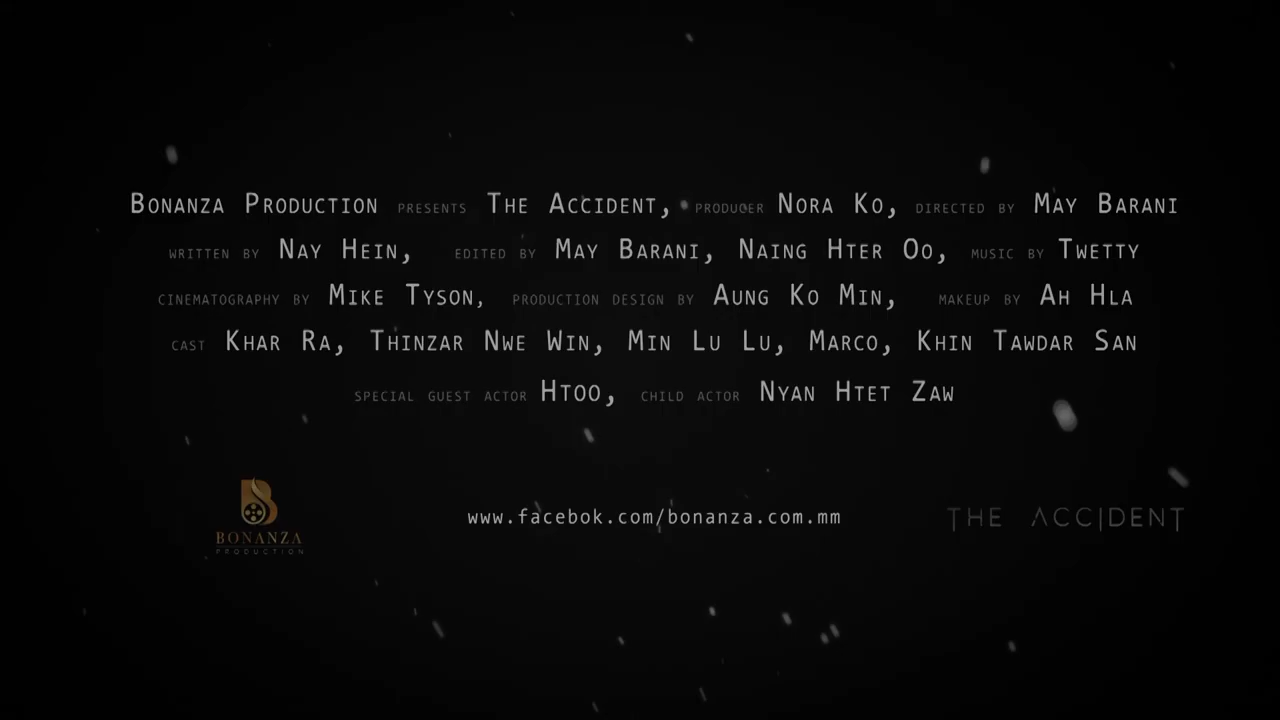 Bonanza Production presents The Accident, producer Nora Ko, directed by May Barani
written by Nay Hein, edited by May Barani, Naing Hter Oo, music by Twetty
cinematography by Mike Tyson, production design by Aung Ko Min, makeup by Ah Hla
cast Khar Ra, Thinzar Nwe Win, Min Lu Lu, Marco, Khin Tawdar San
special guest actor Htoo, child actor Nyan Htet Zaw
BONANZA
PRODUCTION
www.facebok.com/bonanza.com.mm
THE ACCIDENT